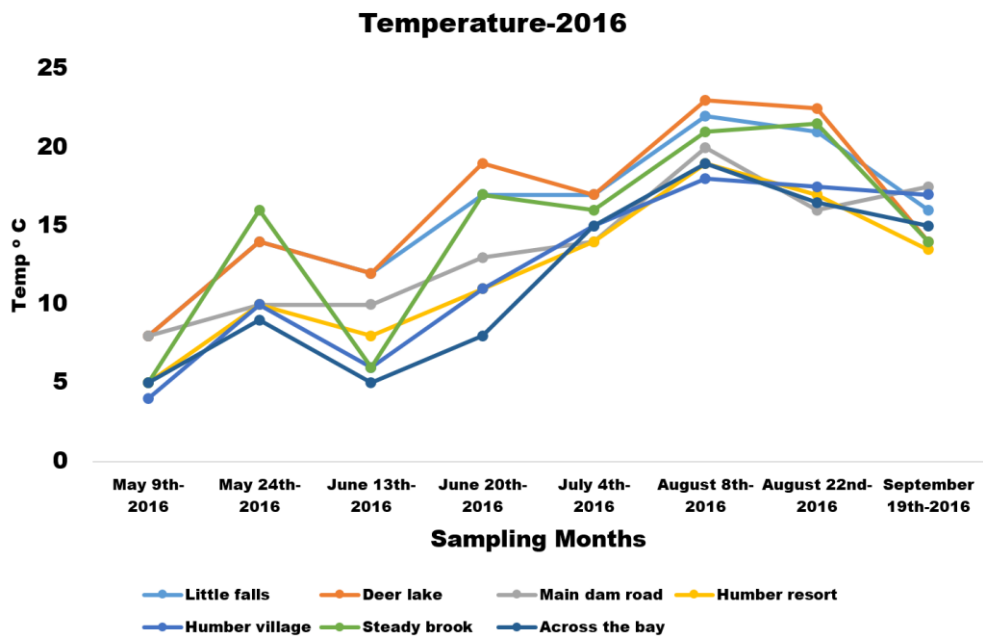 Temperature-2016
25
20
15
10
5
0
Temp º C
May 9th-
2016
May 24th-
2016
June 13th-
2016
June 20th-
2016
July 4th-
2016
August 8th-
2016
August 22nd-
2016
September
19th-2016
Sampling Months
Little falls Deer lake Main dam road Humber resort
Humber village Steady brook Across the bay